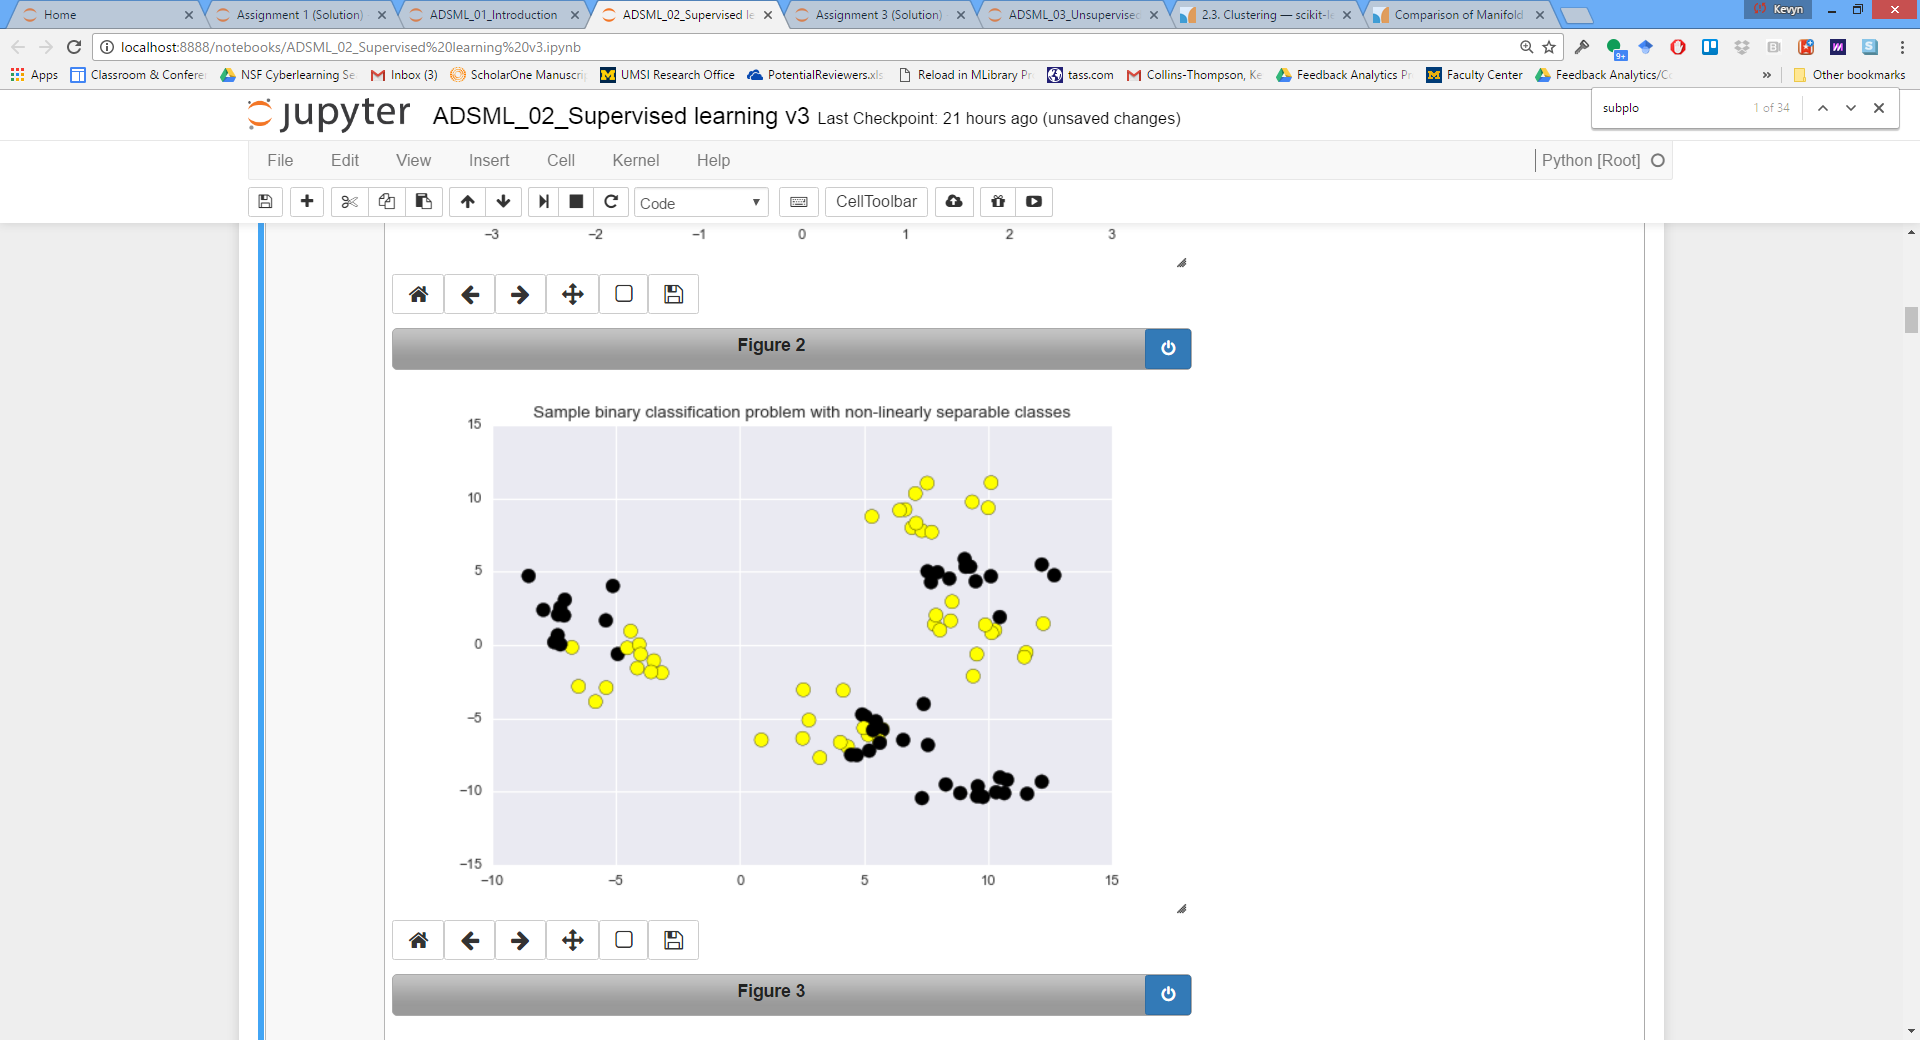 Home
Assignment 1 (Solution)
ADSML_01_Introduction
ADSML_02_Supervised le
Assignment 3 (Solution)
ADSML_03_Unsupervised
2.3. Clustering — scikit-le
Comparison of Manifold
Kevyn
localhost:8888/notebooks/ADSML_02_Supervised%20learning%20v3.ipynb
9+
Apps
Classroom & Confere
NSF Cyberlearning Se
Inbox (3)
ScholarOne Manuscri
UMSI Research Office
PotentialReviewers.xls
Reload in MLibrary Pr
tass.com
Collins-Thompson, Ke
Feedback Analytics Pr
Faculty Center
Feedback Analytics/Co
»
Other bookmarks
subplo
1 of 34
jupyter
ADSML_02_Supervised learning v3 Last Checkpoint: 21 hours ago (unsaved changes)
File Edit View Insert Cell Kernel Help
Python [Root]
Code
CellToolbar
−3 −2 −1 0 1 2 3
Figure 2
Sample binary classification problem with non-linearly separable classes
15
10
5
0
−5
−10
−15
−10 −5 0 5 10 15
Figure 3